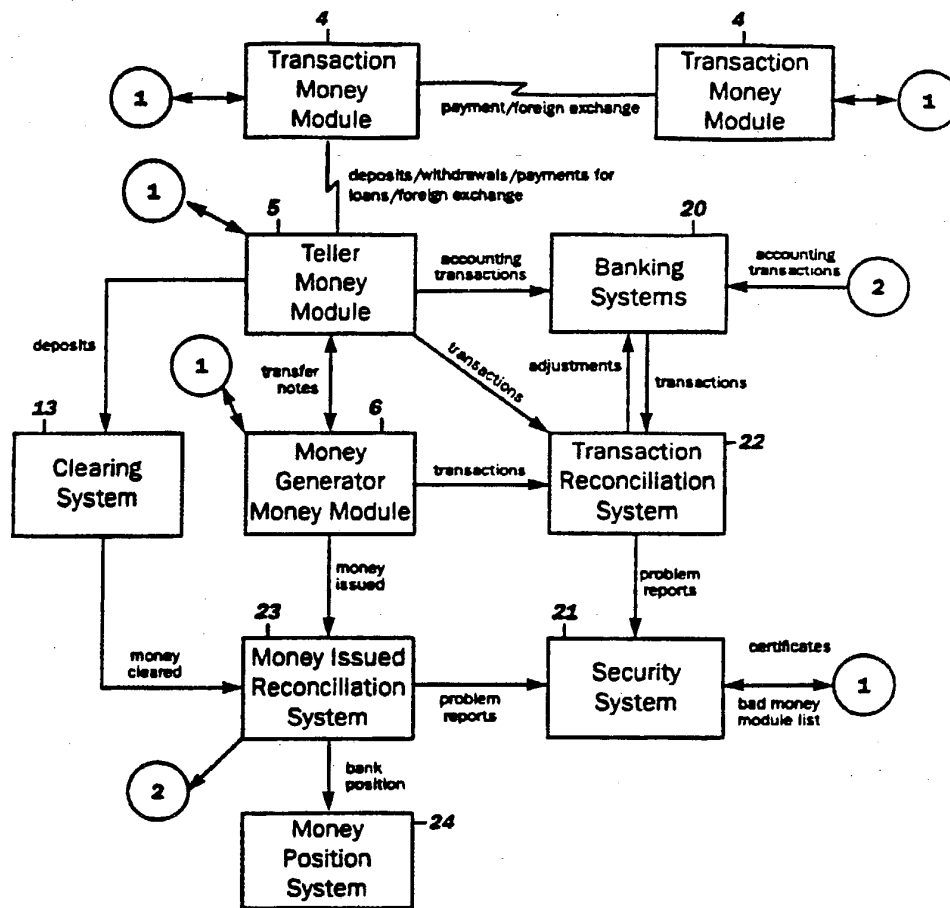 4
4
Transaction
Money
Module
Transaction
Money
Module
1
1
payment/foreign exchange
deposits/withdrawals/payments for
loans/foreign exchange
1
5
20
Teller
Money
Module
accounting
transactions
Banking
Systems
accounting
transactions
2
deposits
1
transfer
notes
transactions
adjustments
transactions
13
6
22
Clearing
System
Money
Generator
Money Module
transactions
Transaction
Reconciliation
System
money
issued
problem
reports
23
21
money
cleared
Money Issued
Reconciliation
System
problem
reports
Security
System
certificates
1
bad money
module list
2
bank
position
24
Money
Position
System